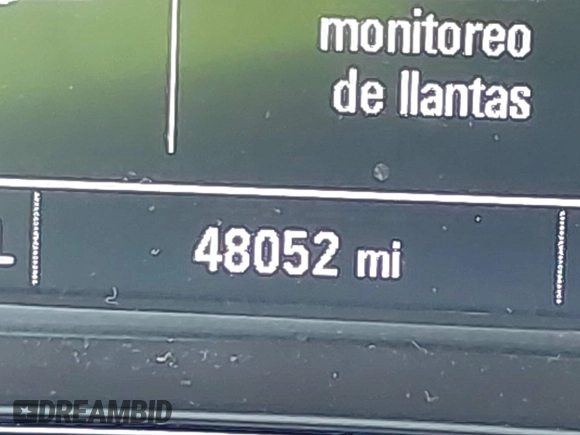 monitoreo
de llantas
48052 mi
DREAMBID